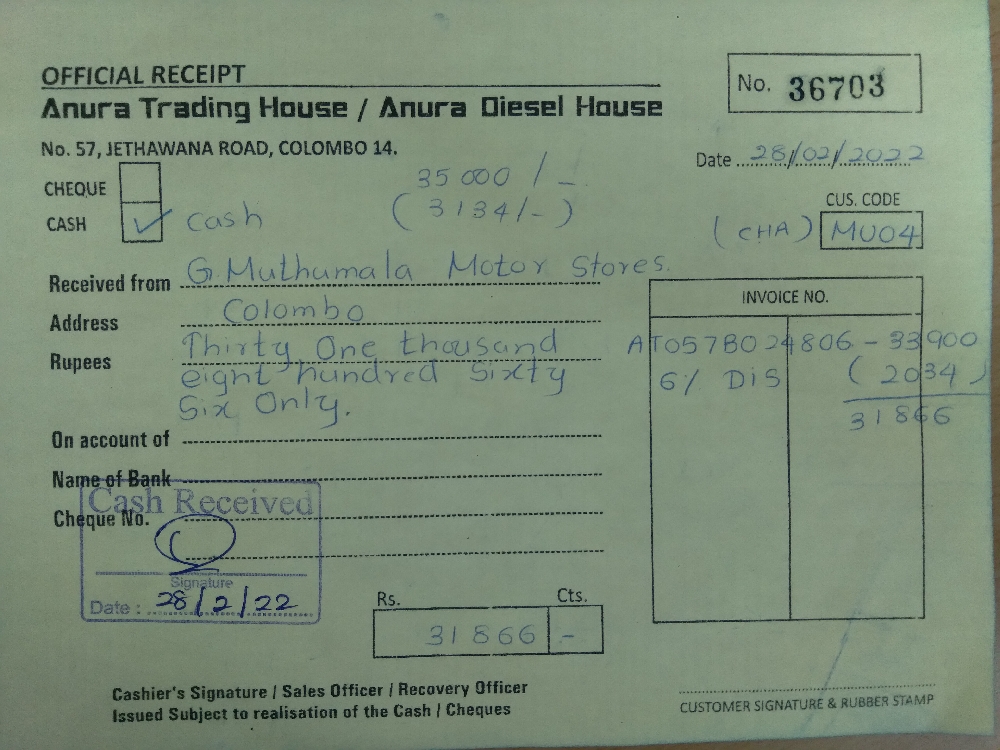 OFFICIAL RECEIPT
No. 36703
Anura Trading House / Anura Diesel House
No. 57, JETHAWANA ROAD, COLOMBO 14.
Date 28/02/2022
CHEQUE
35000/-
CASH ✓ Cash
(3134/-)
CUS. CODE
(CHA) MU04
Received from G. Muthumala Motor Stores.
Address Colombo
Rupees Thirty One thousand
eight hundred Sixty
Six Only.
INVOICE NO.
AT057B024806 - 33900
6% DIS (2034)
31866
On account of
Name of Bank
Cheque No.
Cash Received
Signature
Date : 28/2/22
Rs. Cts.
31866 -
Cashier's Signature / Sales Officer / Recovery Officer
Issued Subject to realisation of the Cash / Cheques
CUSTOMER SIGNATURE & RUBBER STAMP